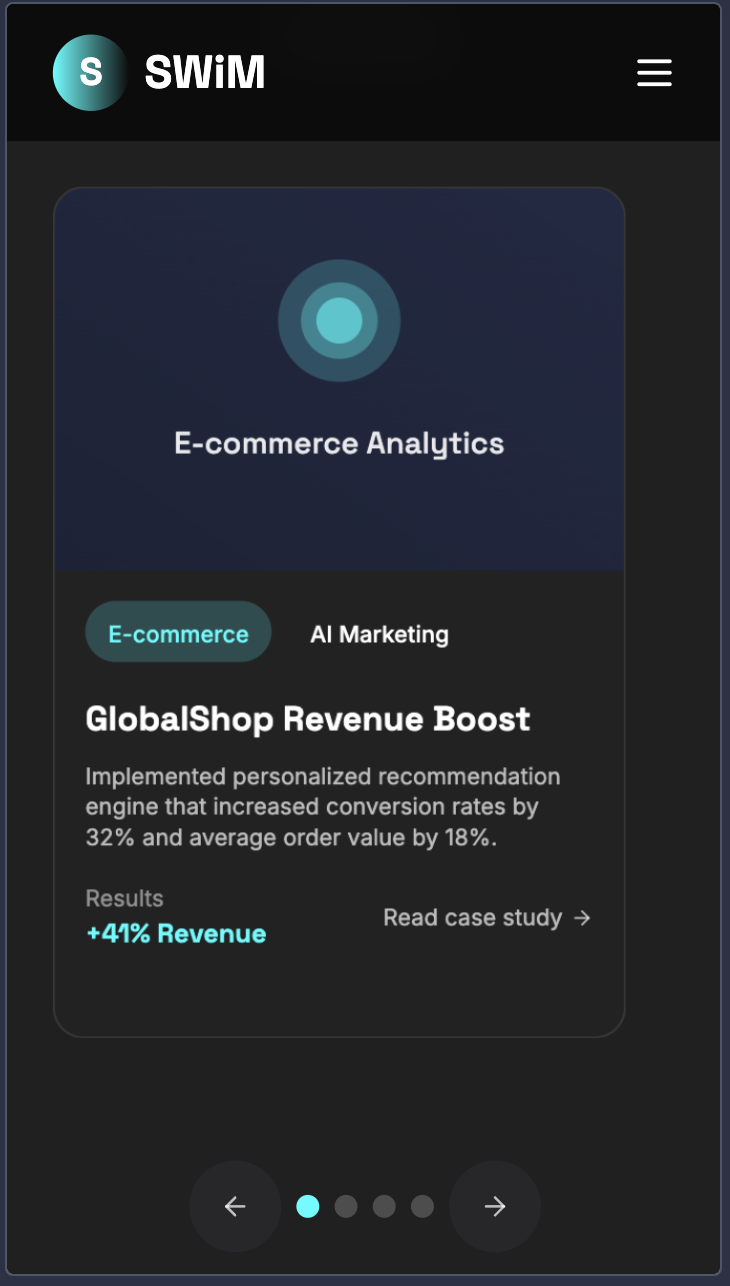 S SWiM
E-commerce Analytics
E-commerce AI Marketing
GlobalShop Revenue Boost
Implemented personalized recommendation
engine that increased conversion rates by
32% and average order value by 18%.
Results
+41% Revenue
Read case study →
← →